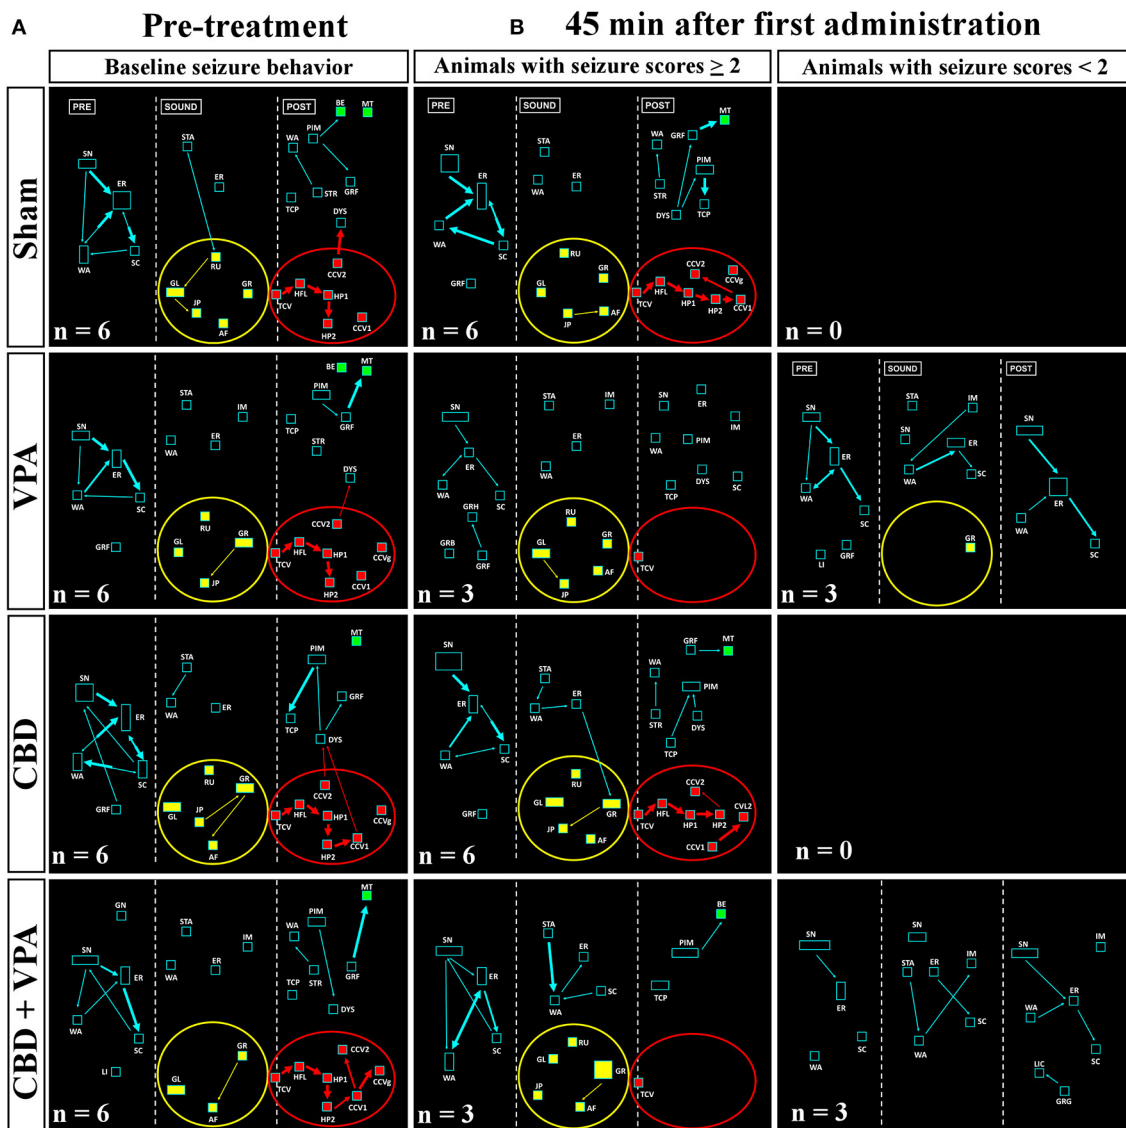 A Pre-treatment B 45 min after first administration
Baseline seizure behavior
Animals with seizure scores ≥ 2
Animals with seizure scores < 2
Sham
PRE SOUND POST
SN
ER
WA
SC
STA
ER
RU
GL
GR
JP
AF
BE
MT
PIM
WA
GRF
STR
TCP
DYS
CCV2
HFL
TCV
HP1
HP2
CCV1
n = 6
PRE SOUND POST
SN
ER
WA
SC
GRF
STA
WA
ER
RU
GR
GL
JP
AF
MT
GRF
WA
PIM
STR
TCP
DYS
CCV2
CCVg
HFL
TCV
HP1
HP2
CCV1
n = 6
n = 0
VPA
SN
ER
WA
SC
GRF
STA
IM
WA
ER
RU
GL
GR
JP
BE
MT
PIM
TCP
GRF
STR
DYS
CCV2
HFL
TCV
HP1
CCVg
CCV1
HP2
n = 6
SN
ER
WA
SC
GRH
GRB
GRF
STA
IM
ER
WA
RU
GR
GL
AF
JP
SN
ER
IM
WA
PIM
DYS
SC
TCP
TCV
n = 3
PRE SOUND POST
SN
ER
WA
SC
LI
GRF
STA
IM
SN
ER
WA
SC
GR
SN
ER
WA
SC
n = 3
CBD
SN
ER
WA
SC
GRF
STA
WA
ER
RU
GR
GL
JP
AF
MT
PIM
GRF
TCP
DYS
CCV2
HFL
TCV
HP1
CCVg
HP2
CCV1
n = 6
SN
ER
WA
SC
GRF
STA
WA
ER
RU
GL
GR
JP
AF
GRF
MT
WA
PIM
STR
DYS
TCP
CCV2
HFL
CVL2
TCV
HP1
HP2
CCV1
n = 6
n = 0
CBD + VPA
GN
SN
ER
WA
SC
LI
STA
IM
WA
ER
GR
GL
AF
MT
PIM
WA
STR
GRF
TCP
DYS
CCV2
HFL
TCV
HP1
CCVg
HP2
CCV1
n = 6
SN
ER
SC
WA
STA
ER
SC
WA
RU
GL
GR
JP
AF
BE
PIM
TCP
TCV
n = 3
SN
ER
SC
WA
SN
STA
ER
IM
SC
WA
SN
IM
ER
WA
SC
LIC
GRG
n = 3